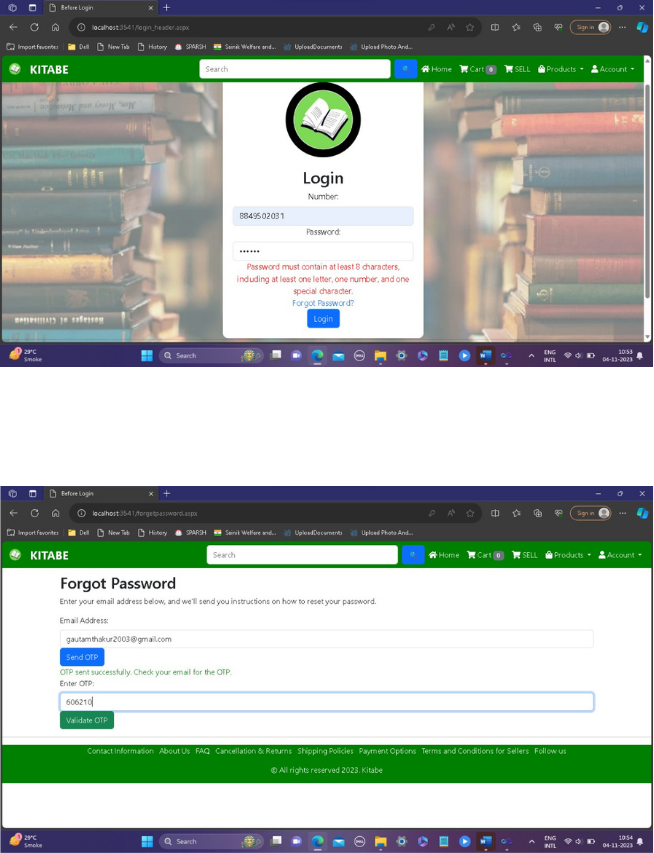 Before Login
localhost:3541/login_header.aspx
Sign in
Import favorites Dell New Tab History SPARSH Sainik Welfare and... UploadDocuments Upload Photo And...
KITABE Search Home Cart 0 SELL Products Account
Login
Number:
8849502031
Password:
••••••
Password must contain at least 8 characters,
including at least one letter, one number, and one
special character.
Forgot Password?
Login
29°C
Smoke
Search
ENG
INTL
10:53
04-11-2023
Before Login
localhost:3541/forgetpassword.aspx
Sign in
Import favorites Dell New Tab History SPARSH Sainik Welfare and... UploadDocuments Upload Photo And...
KITABE Search Home Cart 0 SELL Products Account
Forgot Password
Enter your email address below, and we'll send you instructions on how to reset your password.
Email Address:
gautamthakur2003@gmail.com
Send OTP
OTP sent successfully. Check your email for the OTP.
Enter OTP:
606210
Validate OTP
Contact Information About Us FAQ Cancellation & Returns Shipping Policies Payment Options Terms and Conditions for Sellers Follow us
© All rights reserved 2023. Kitabe
29°C
Smoke
Search
ENG
INTL
10:54
04-11-2023